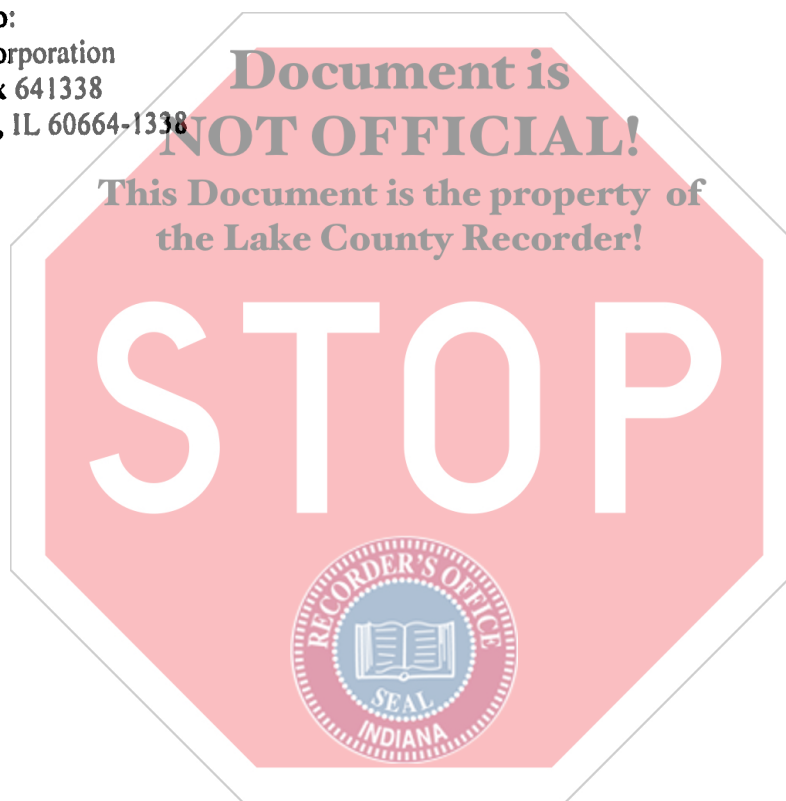 o:
orporation
x 641338
, IL 60664-1338
Document is
NOT OFFICIAL!
This Document is the property of
the Lake County Recorder!
STOP
RECORDER'S OFFICE
SEAL
INDIANA